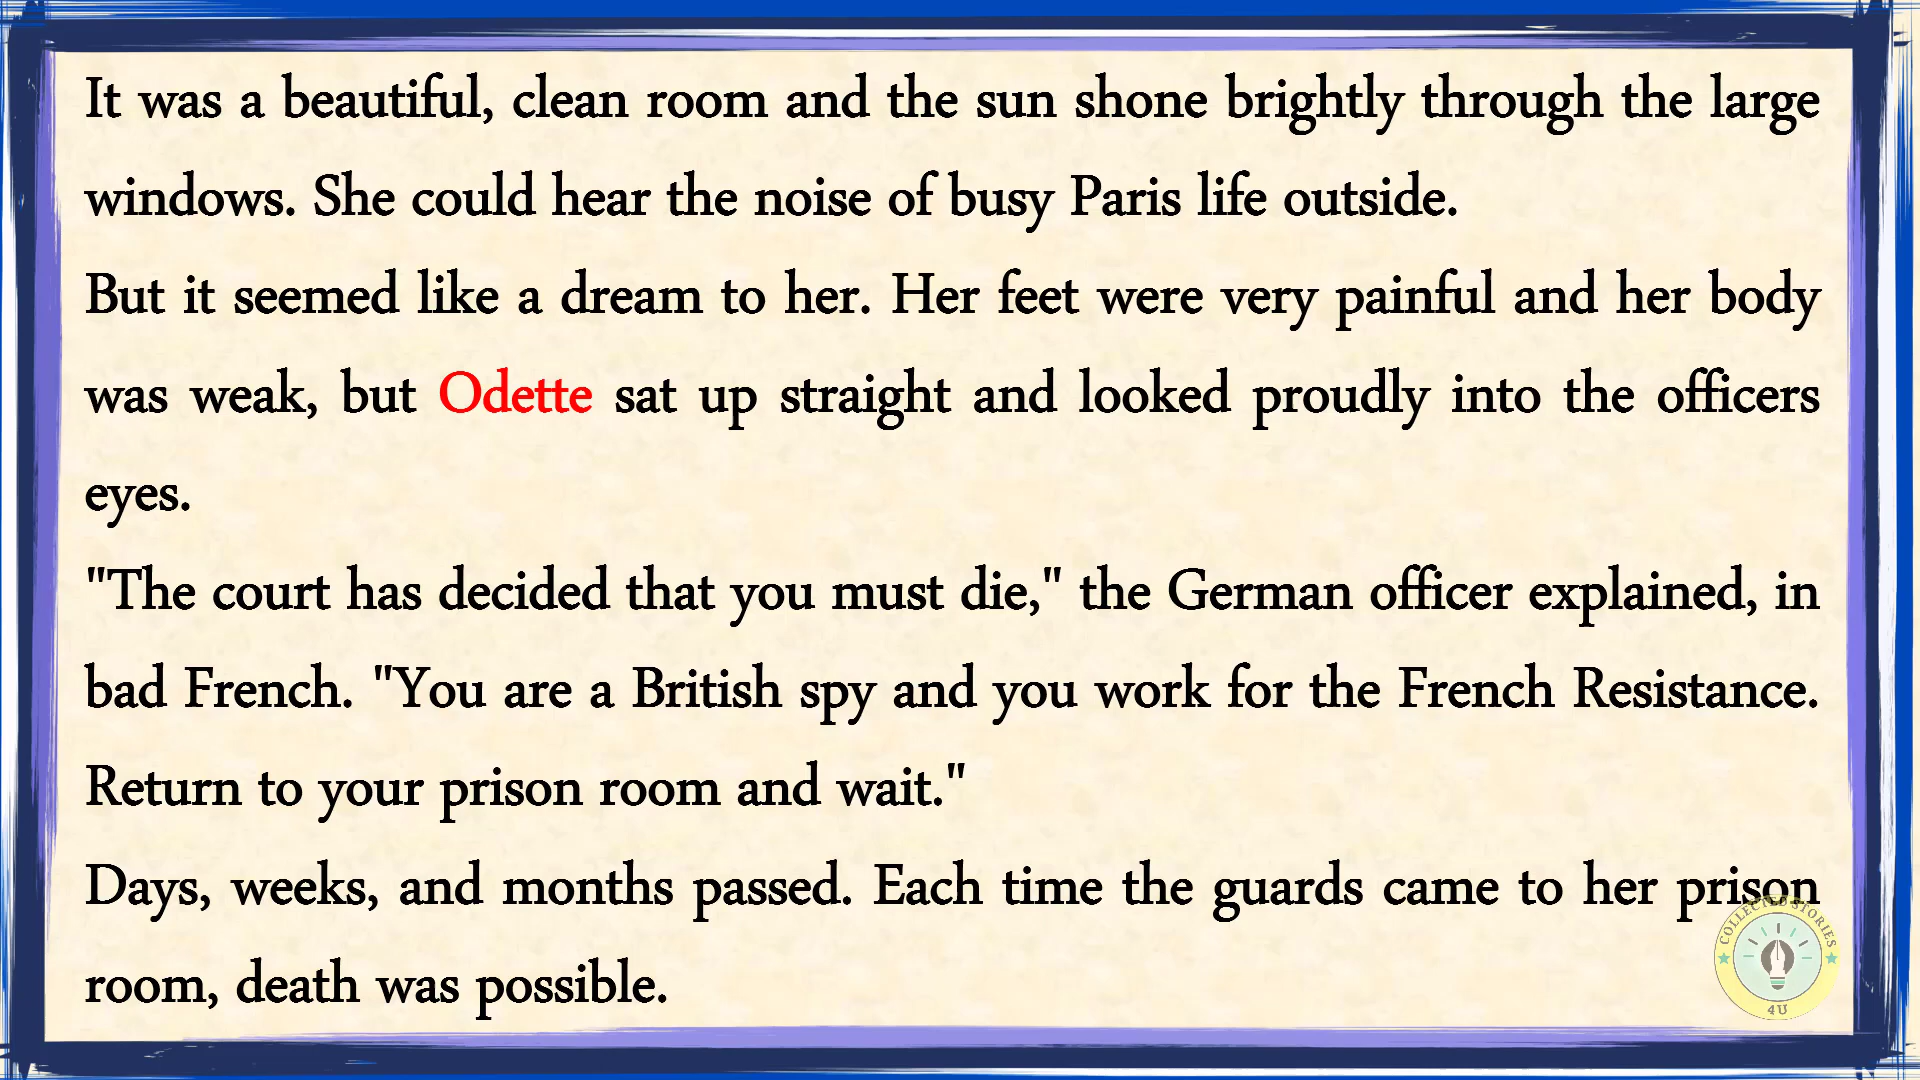 It was a beautiful, clean room and the sun shone brightly through the large
windows. She could hear the noise of busy Paris life outside.
But it seemed like a dream to her. Her feet were very painful and her body
was weak, but Odette sat up straight and looked proudly into the officers
eyes.
"The court has decided that you must die," the German officer explained, in
bad French. "You are a British spy and you work for the French Resistance.
Return to your prison room and wait."
Days, weeks, and months passed. Each time the guards came to her prison
room, death was possible.
COLLECTED STORIES
4U